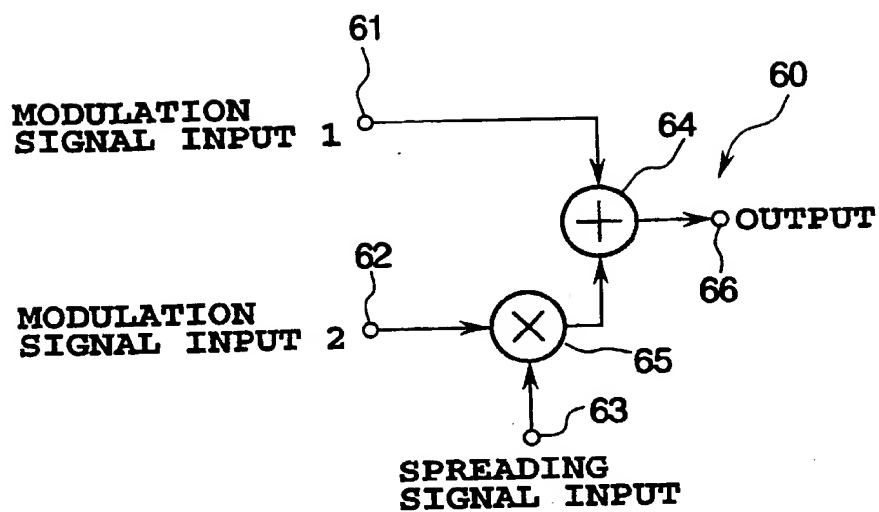 61
MODULATION
SIGNAL INPUT 1
60
64
OUTPUT
66
62
MODULATION
SIGNAL INPUT 2
65
63
SPREADING
SIGNAL INPUT